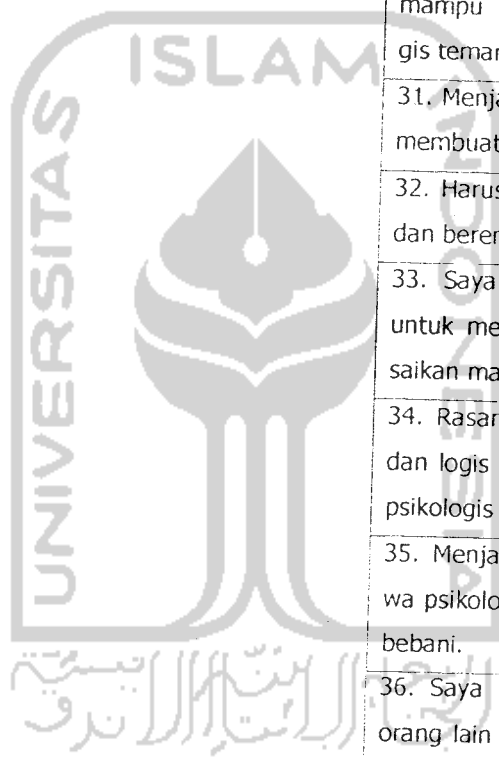 UNIVERSITAS
ISLAM
INDONESIA
mampu
gis teman
31. Menja
membuat
32. Harus
dan beren
33. Saya
untuk me
saikan ma
34. Rasan
dan logis
psikologis
35. Menja
wa psikolo
bebani.
36. Saya
orang lain